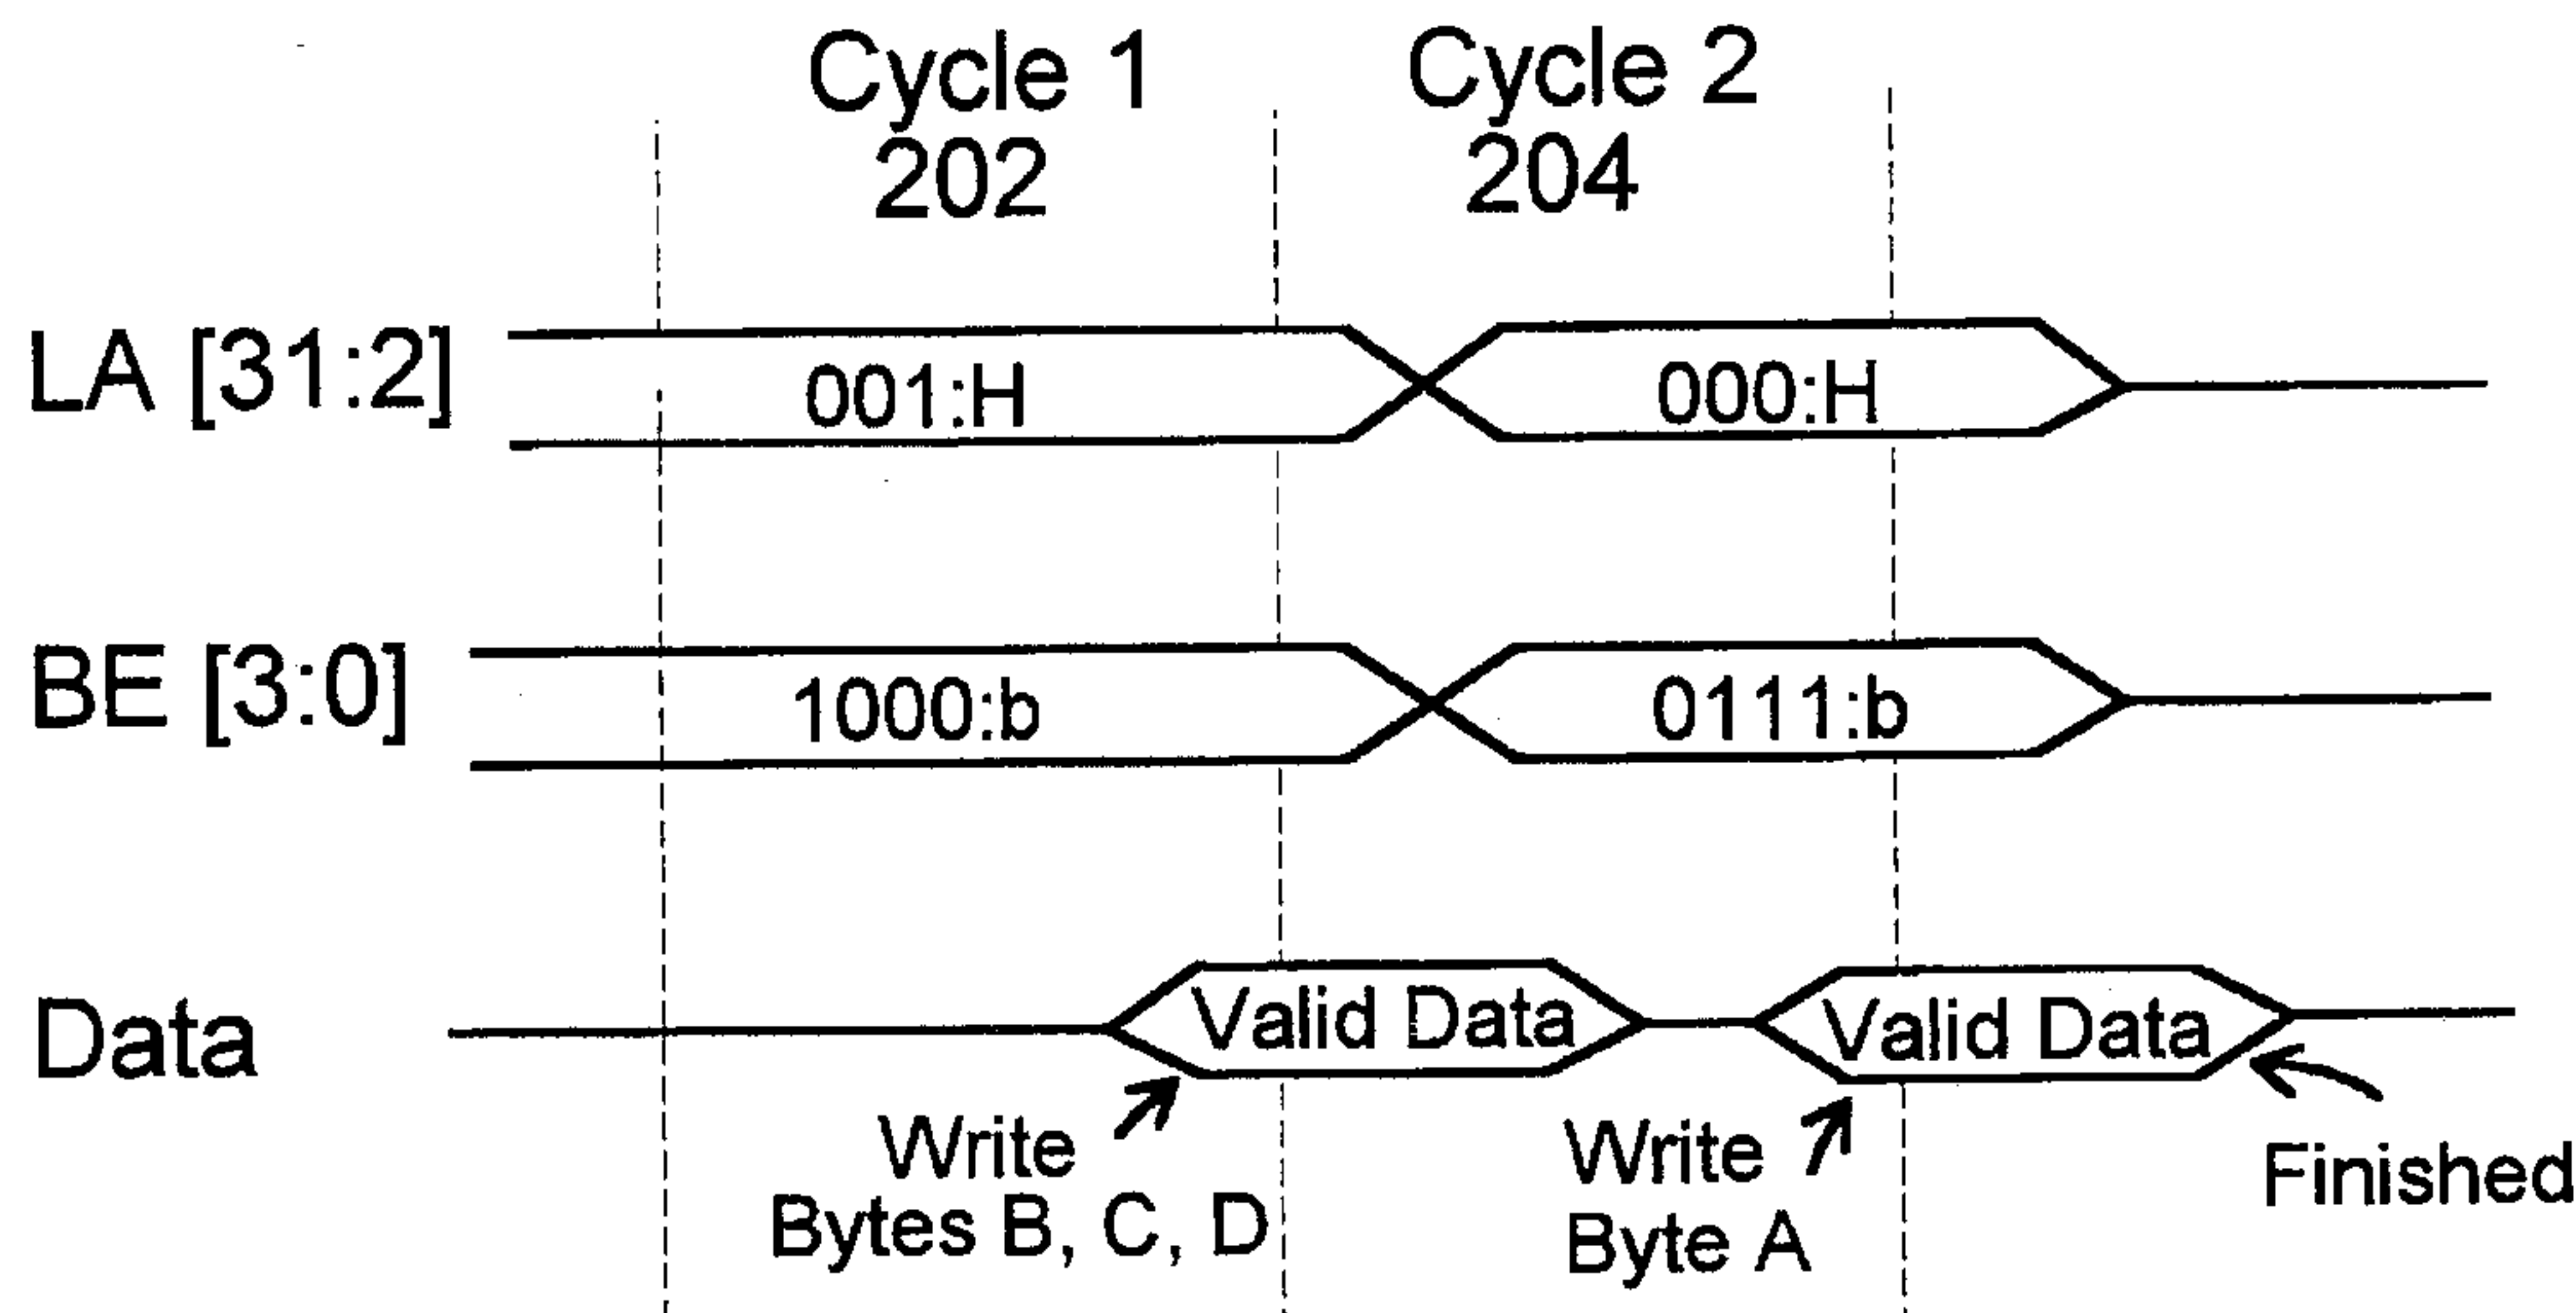 Cycle 1
202
Cycle 2
204
LA [31:2]
001:H
000:H
BE [3:0]
1000:b
0111:b
Data
Valid Data
Valid Data
Write
Bytes B, C, D
Write
Byte A
Finished